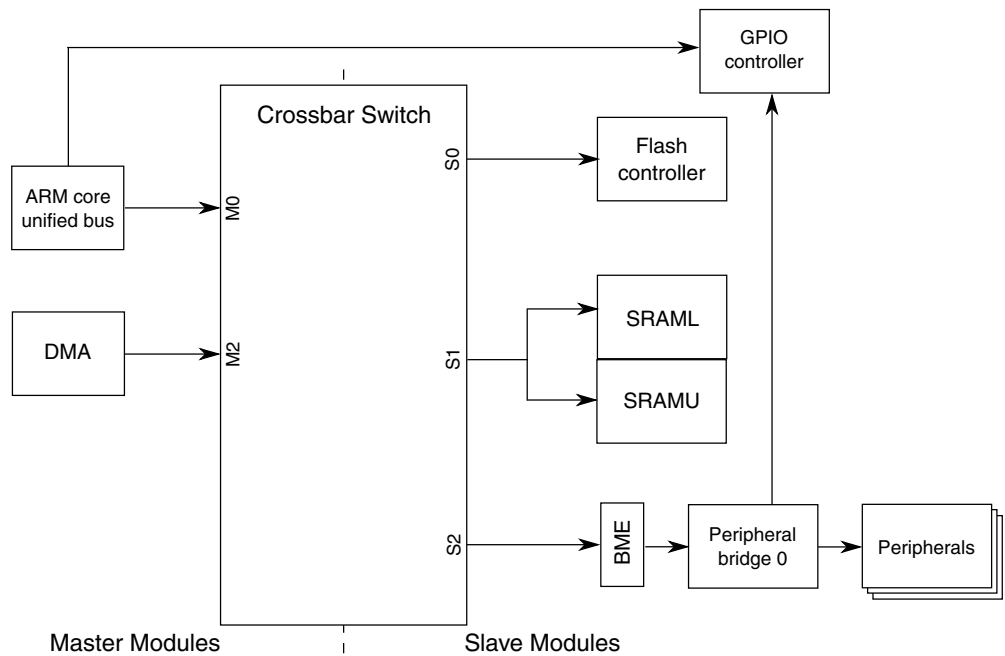 GPIO
controller
Crossbar Switch
S0
Flash
controller
ARM core
unified bus
M0
SRAML
DMA
M2
S1
SRAMU
S2
BME
Peripheral
bridge 0
Peripherals
Master Modules
Slave Modules